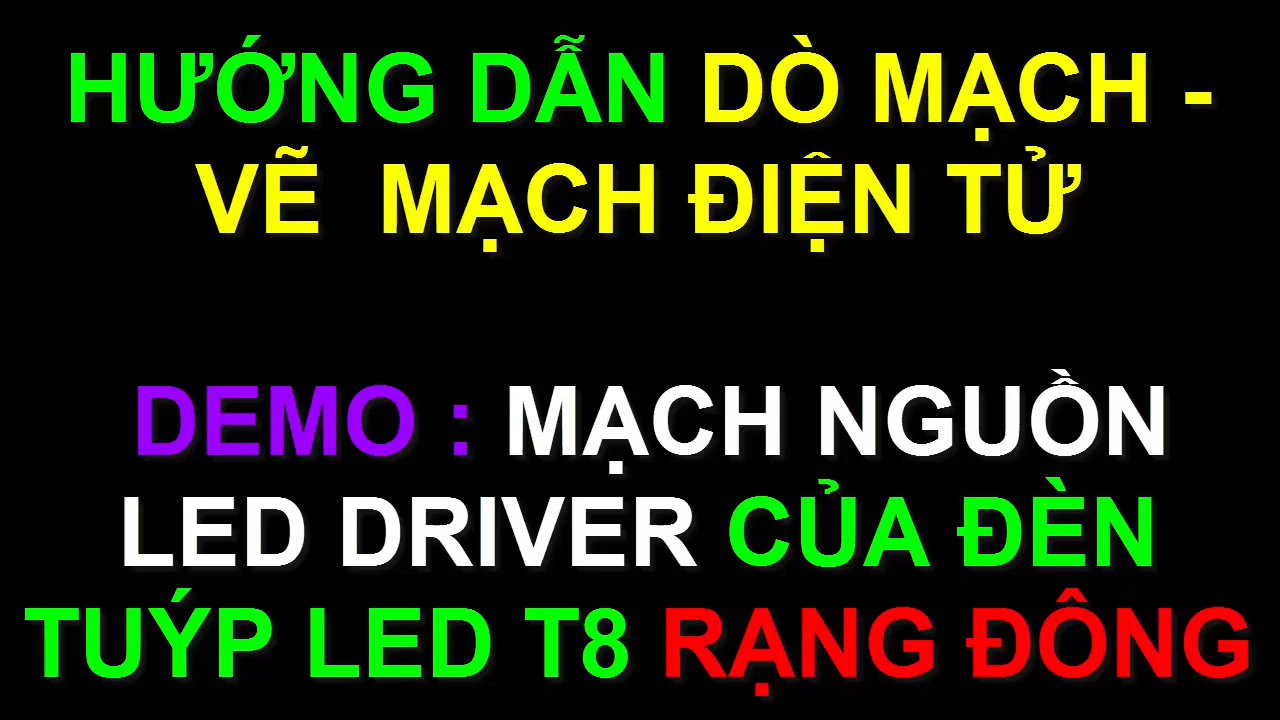 HƯỚNG DẪN DÒ MẠCH -
VẼ MẠCH ĐIỆN TỬ
DEMO : MẠCH NGUỒN
LED DRIVER CỦA ĐÈN
TUÝP LED T8 RẠNG ĐÔNG